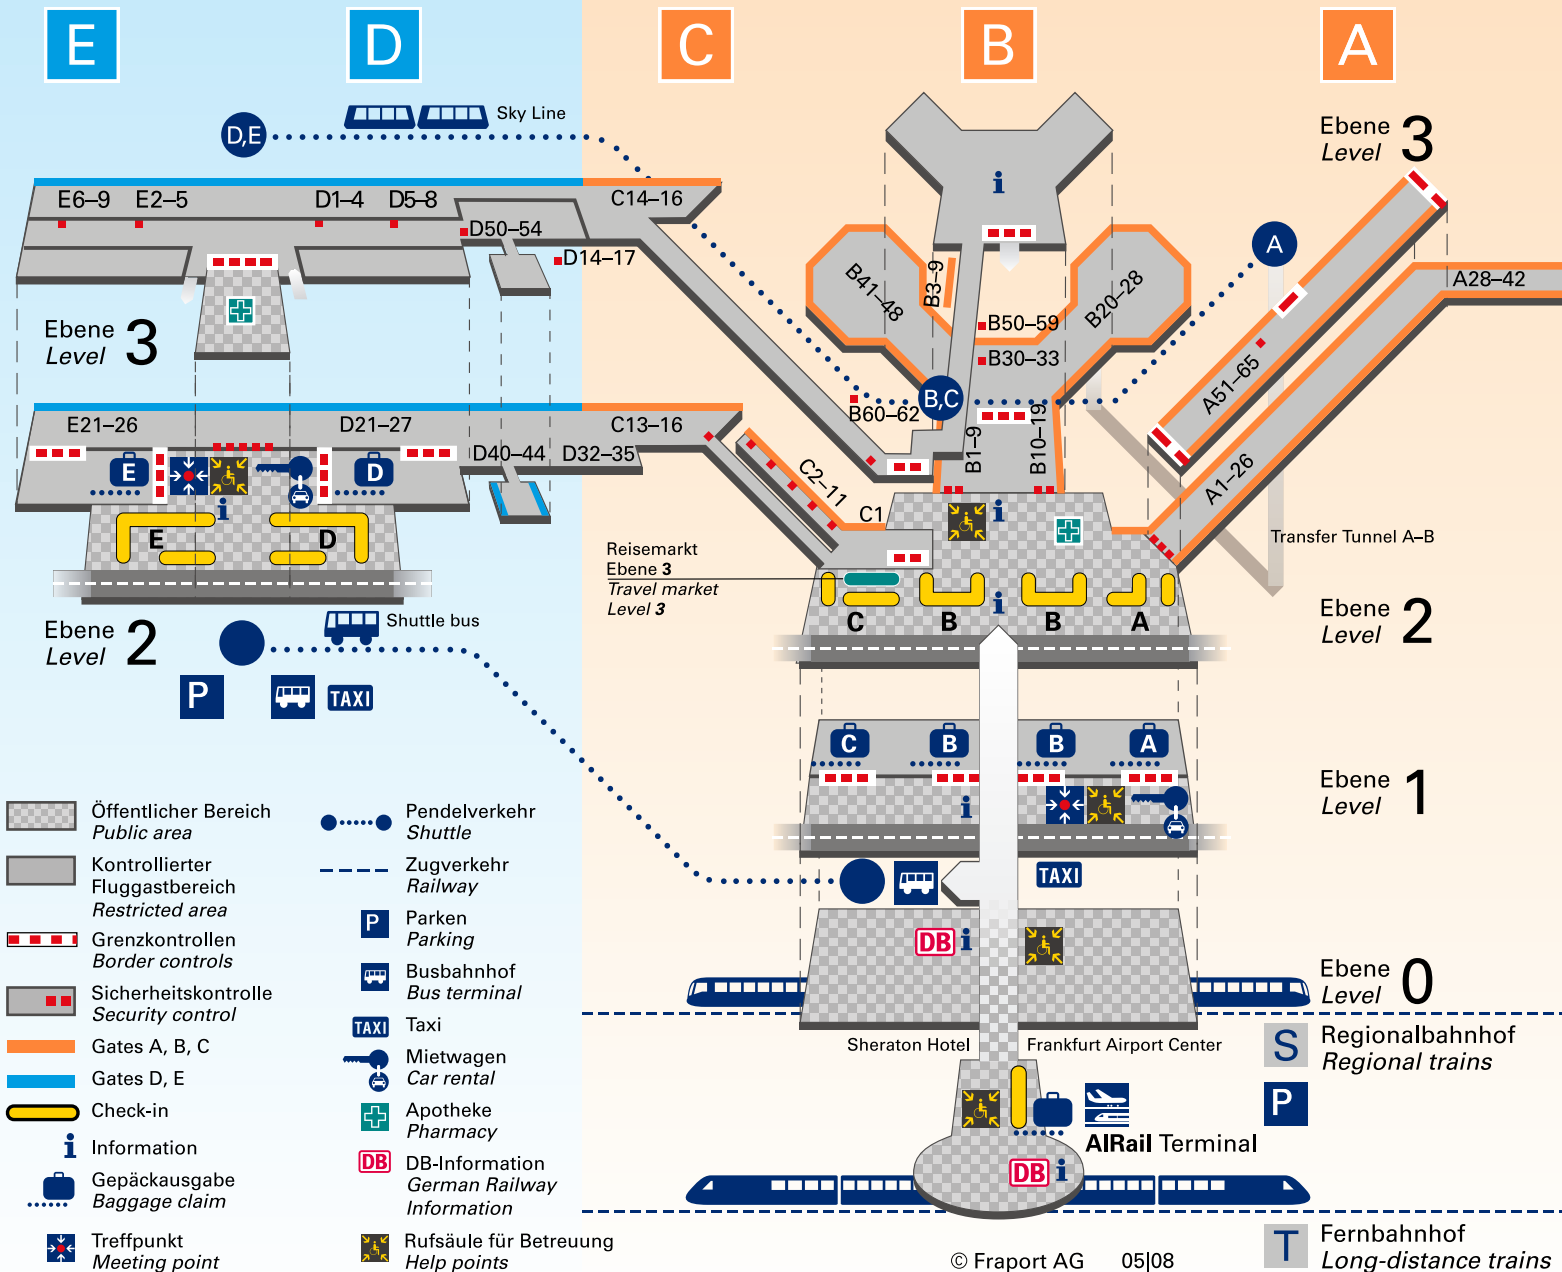 E
D
C
B
A
Sky Line
D,E
Ebene
Level 3
E6–9
E2–5
D1–4
D5–8
C14–16
D50–54
D14–17
A
B41–48
B3–9
B20–28
B50–59
B30–33
A28–42
A51–65
Ebene
Level 3
B,C
B60–62
B1–9
B10–19
A1–26
E21–26
D21–27
C13–16
D40–44
D32–35
C2–11
C1
E
D
E
D
Transfer Tunnel A–B
Reisemarkt
Ebene 3
Travel market
Level 3
C
B
B
A
Ebene
Level 2
Ebene
Level 2
Shuttle bus
P
TAXI
C
B
B
A
Ebene
Level 1
TAXI
DB
Ebene
Level 0
Sheraton Hotel
Frankfurt Airport Center
S
Regionalbahnhof
Regional trains
P
AIRail Terminal
DB
T
Fernbahnhof
Long-distance trains
© Fraport AG 05|08
Öffentlicher Bereich
Public area
Kontrollierter
Fluggastbereich
Restricted area
Grenzkontrollen
Border controls
Sicherheitskontrolle
Security control
Gates A, B, C
Gates D, E
Check-in
i
Information
Gepäckausgabe
Baggage claim
Treffpunkt
Meeting point
Pendelverkehr
Shuttle
Zugverkehr
Railway
P
Parken
Parking
Busbahnhof
Bus terminal
TAXI
Taxi
Mietwagen
Car rental
Apotheke
Pharmacy
DB
DB-Information
German Railway
Information
Rufsäule für Betreuung
Help points